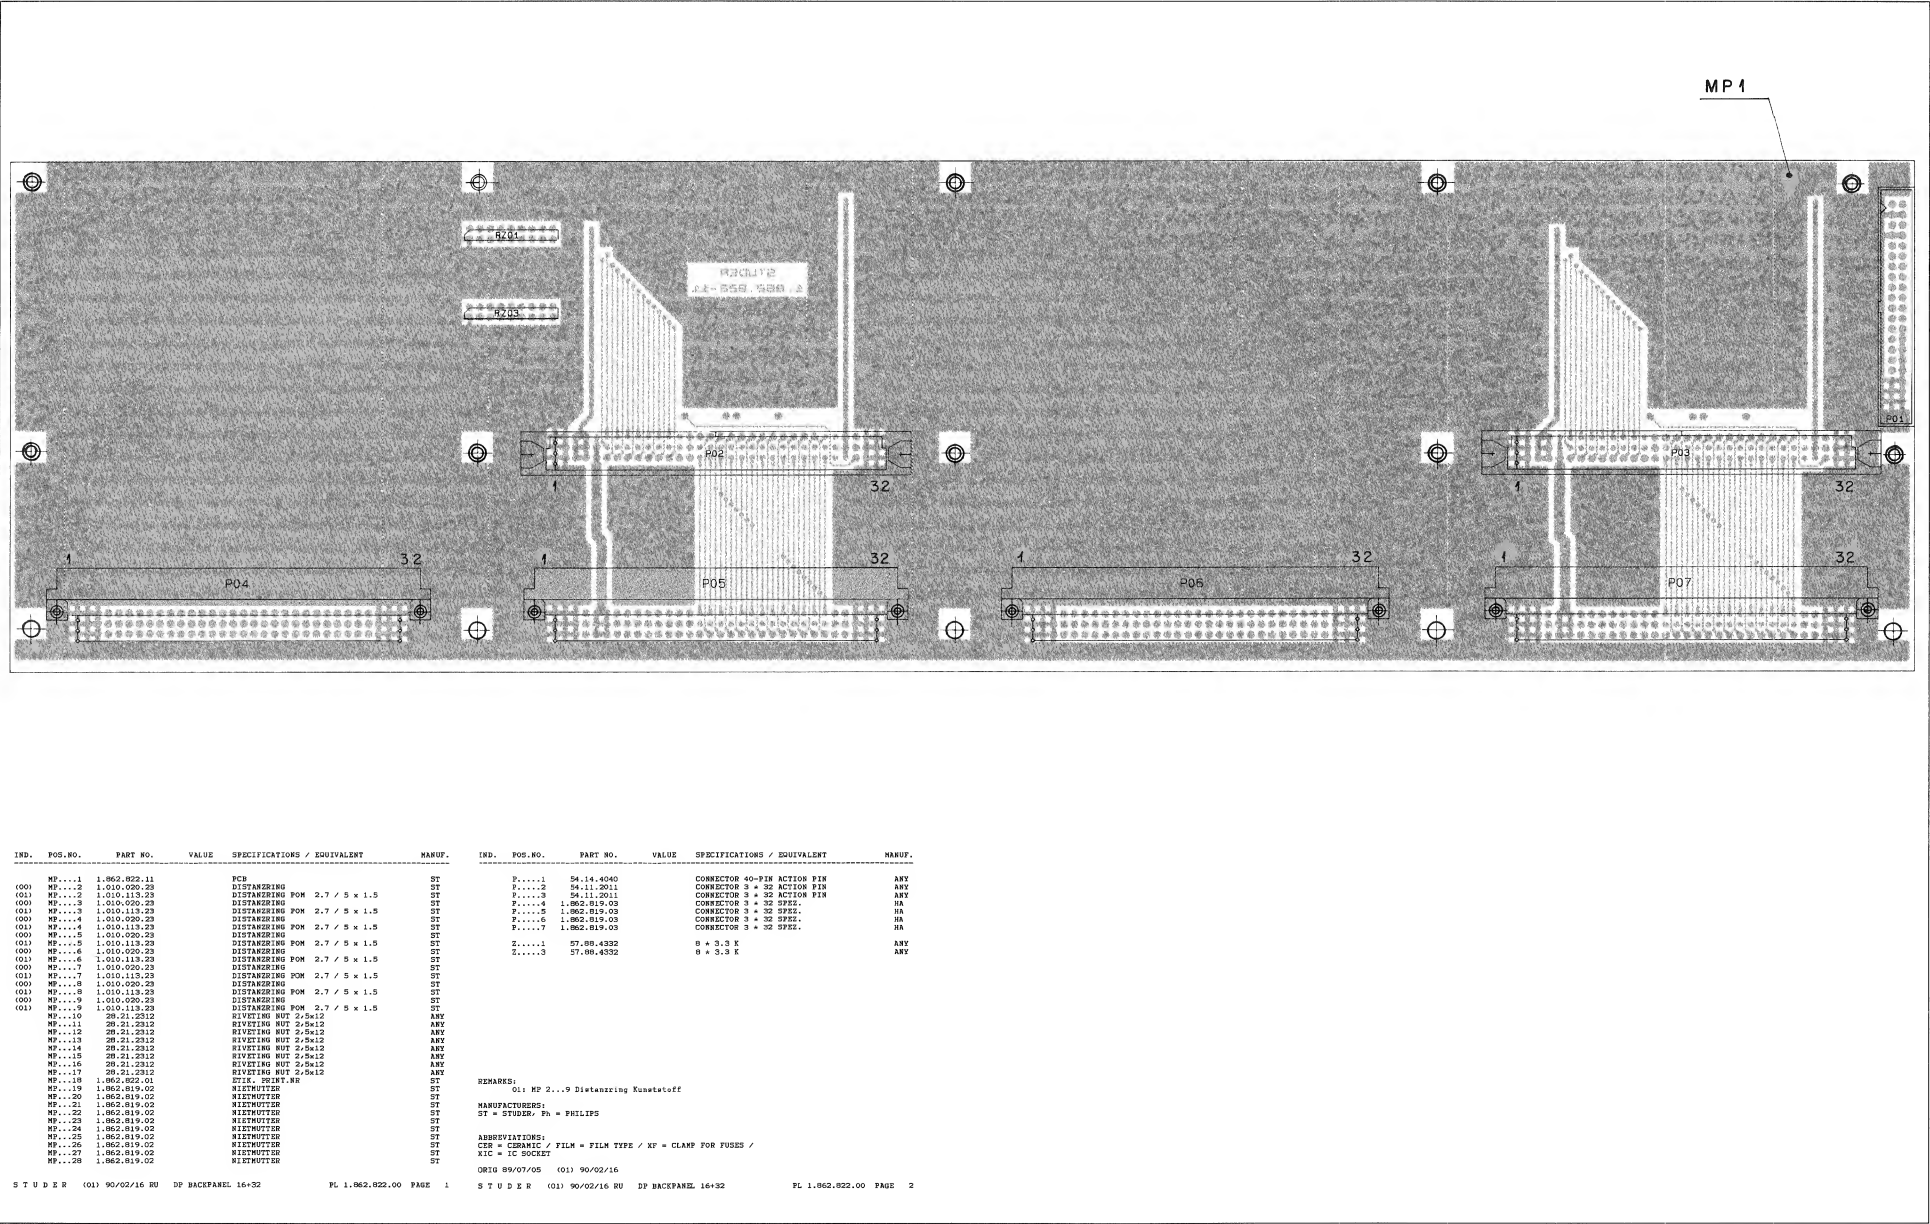 MP1
RZ01
STUDER
RZ03
P01
P02
P03
1 32
1 32
1 32
1 32
1 32
1 32
P04
P05
P06
P07
IND. POS.NO. PART NO. VALUE SPECIFICATIONS / EQUIVALENT MANUF.
MP....1 1.862.822.11 PCB ST
(00) MP....2 1.010.020.23 DISTANZRING ST
(01) MP....2 1.010.113.23 DISTANZRING POM 2.7 / 5 x 1.5 ST
(00) MP....3 1.010.020.23 DISTANZRING ST
(01) MP....3 1.010.113.23 DISTANZRING POM 2.7 / 5 x 1.5 ST
(00) MP....4 1.010.020.23 DISTANZRING ST
(01) MP....4 1.010.113.23 DISTANZRING POM 2.7 / 5 x 1.5 ST
(00) MP....5 1.010.020.23 DISTANZRING ST
(01) MP....5 1.010.113.23 DISTANZRING POM 2.7 / 5 x 1.5 ST
(00) MP....6 1.010.020.23 DISTANZRING ST
(01) MP....6 1.010.113.23 DISTANZRING POM 2.7 / 5 x 1.5 ST
(00) MP....7 1.010.020.23 DISTANZRING ST
(01) MP....7 1.010.113.23 DISTANZRING POM 2.7 / 5 x 1.5 ST
(00) MP....8 1.010.020.23 DISTANZRING ST
(01) MP....8 1.010.113.23 DISTANZRING POM 2.7 / 5 x 1.5 ST
(00) MP....9 1.010.020.23 DISTANZRING ST
(01) MP....9 1.010.113.23 DISTANZRING POM 2.7 / 5 x 1.5 ST
MP...10 28.21.2312 RIVETING NUT 2,5x12 ANY
MP...11 28.21.2312 RIVETING NUT 2,5x12 ANY
MP...12 28.21.2312 RIVETING NUT 2,5x12 ANY
MP...13 28.21.2312 RIVETING NUT 2,5x12 ANY
MP...14 28.21.2312 RIVETING NUT 2,5x12 ANY
MP...15 28.21.2312 RIVETING NUT 2,5x12 ANY
MP...16 28.21.2312 RIVETING NUT 2,5x12 ANY
MP...17 28.21.2312 RIVETING NUT 2,5x12 ANY
MP...18 1.862.822.01 ETIK. PRINT.NR ST
MP...19 1.862.819.02 NIETMUTTER ST
MP...20 1.862.819.02 NIETMUTTER ST
MP...21 1.862.819.02 NIETMUTTER ST
MP...22 1.862.819.02 NIETMUTTER ST
MP...23 1.862.819.02 NIETMUTTER ST
MP...24 1.862.819.02 NIETMUTTER ST
MP...25 1.862.819.02 NIETMUTTER ST
MP...26 1.862.819.02 NIETMUTTER ST
MP...27 1.862.819.02 NIETMUTTER ST
MP...28 1.862.819.02 NIETMUTTER ST
S T U D E R (01) 90/02/16 RU DP BACKPANEL 16+32 PL 1.862.822.00 PAGE 1
IND. POS.NO. PART NO. VALUE SPECIFICATIONS / EQUIVALENT MANUF.
P.....1 54.14.4040 CONNECTOR 40-PIN ACTION PIN ANY
P.....2 54.11.2011 CONNECTOR 3 * 32 ACTION PIN ANY
P.....3 54.11.2011 CONNECTOR 3 * 32 ACTION PIN ANY
P.....4 1.862.819.03 CONNECTOR 3 * 32 SPEZ. HA
P.....5 1.862.819.03 CONNECTOR 3 * 32 SPEZ. HA
P.....6 1.862.819.03 CONNECTOR 3 * 32 SPEZ. HA
P.....7 1.862.819.03 CONNECTOR 3 * 32 SPEZ. HA
Z.....1 57.88.4332 8 * 3.3 K ANY
Z.....3 57.88.4332 8 * 3.3 K ANY
REMARKS:
01: MP 2...9 Distanzring Kunststoff
MANUFACTURERS:
ST = STUDER, Ph = PHILIPS
ABBREVIATIONS:
CER = CERAMIC / FILM = FILM TYPE / XF = CLAMP FOR FUSES /
XIC = IC SOCKET
ORIG 89/07/05 (01) 90/02/16
S T U D E R (01) 90/02/16 RU DP BACKPANEL 16+32 PL 1.862.822.00 PAGE 2